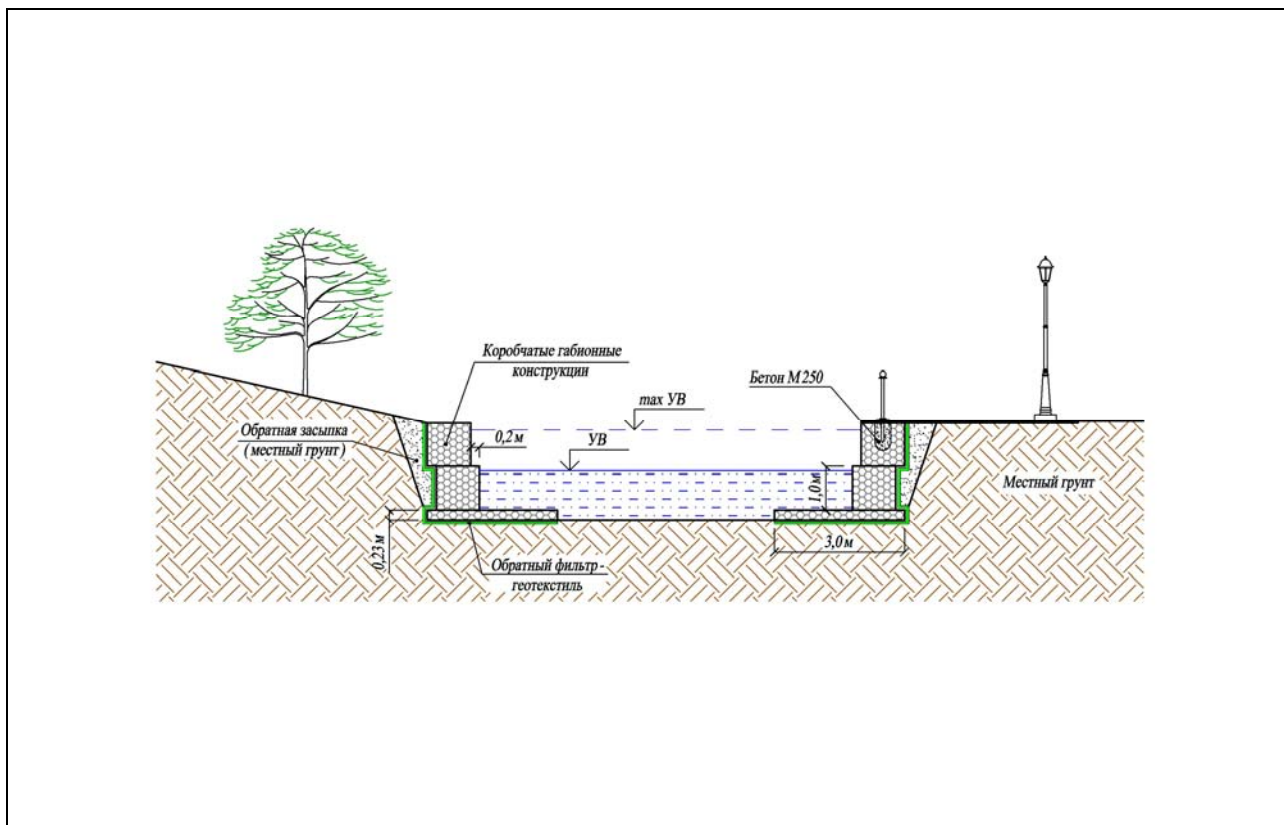 Коробчатые габионные
конструкции
Бетон М 250
max УВ
Обратная засыпка
( местный грунт )
0,2 м
УВ
1,0 м
Местный грунт
0,23 м
3,0 м
Обратный фильтр -
геотекстиль